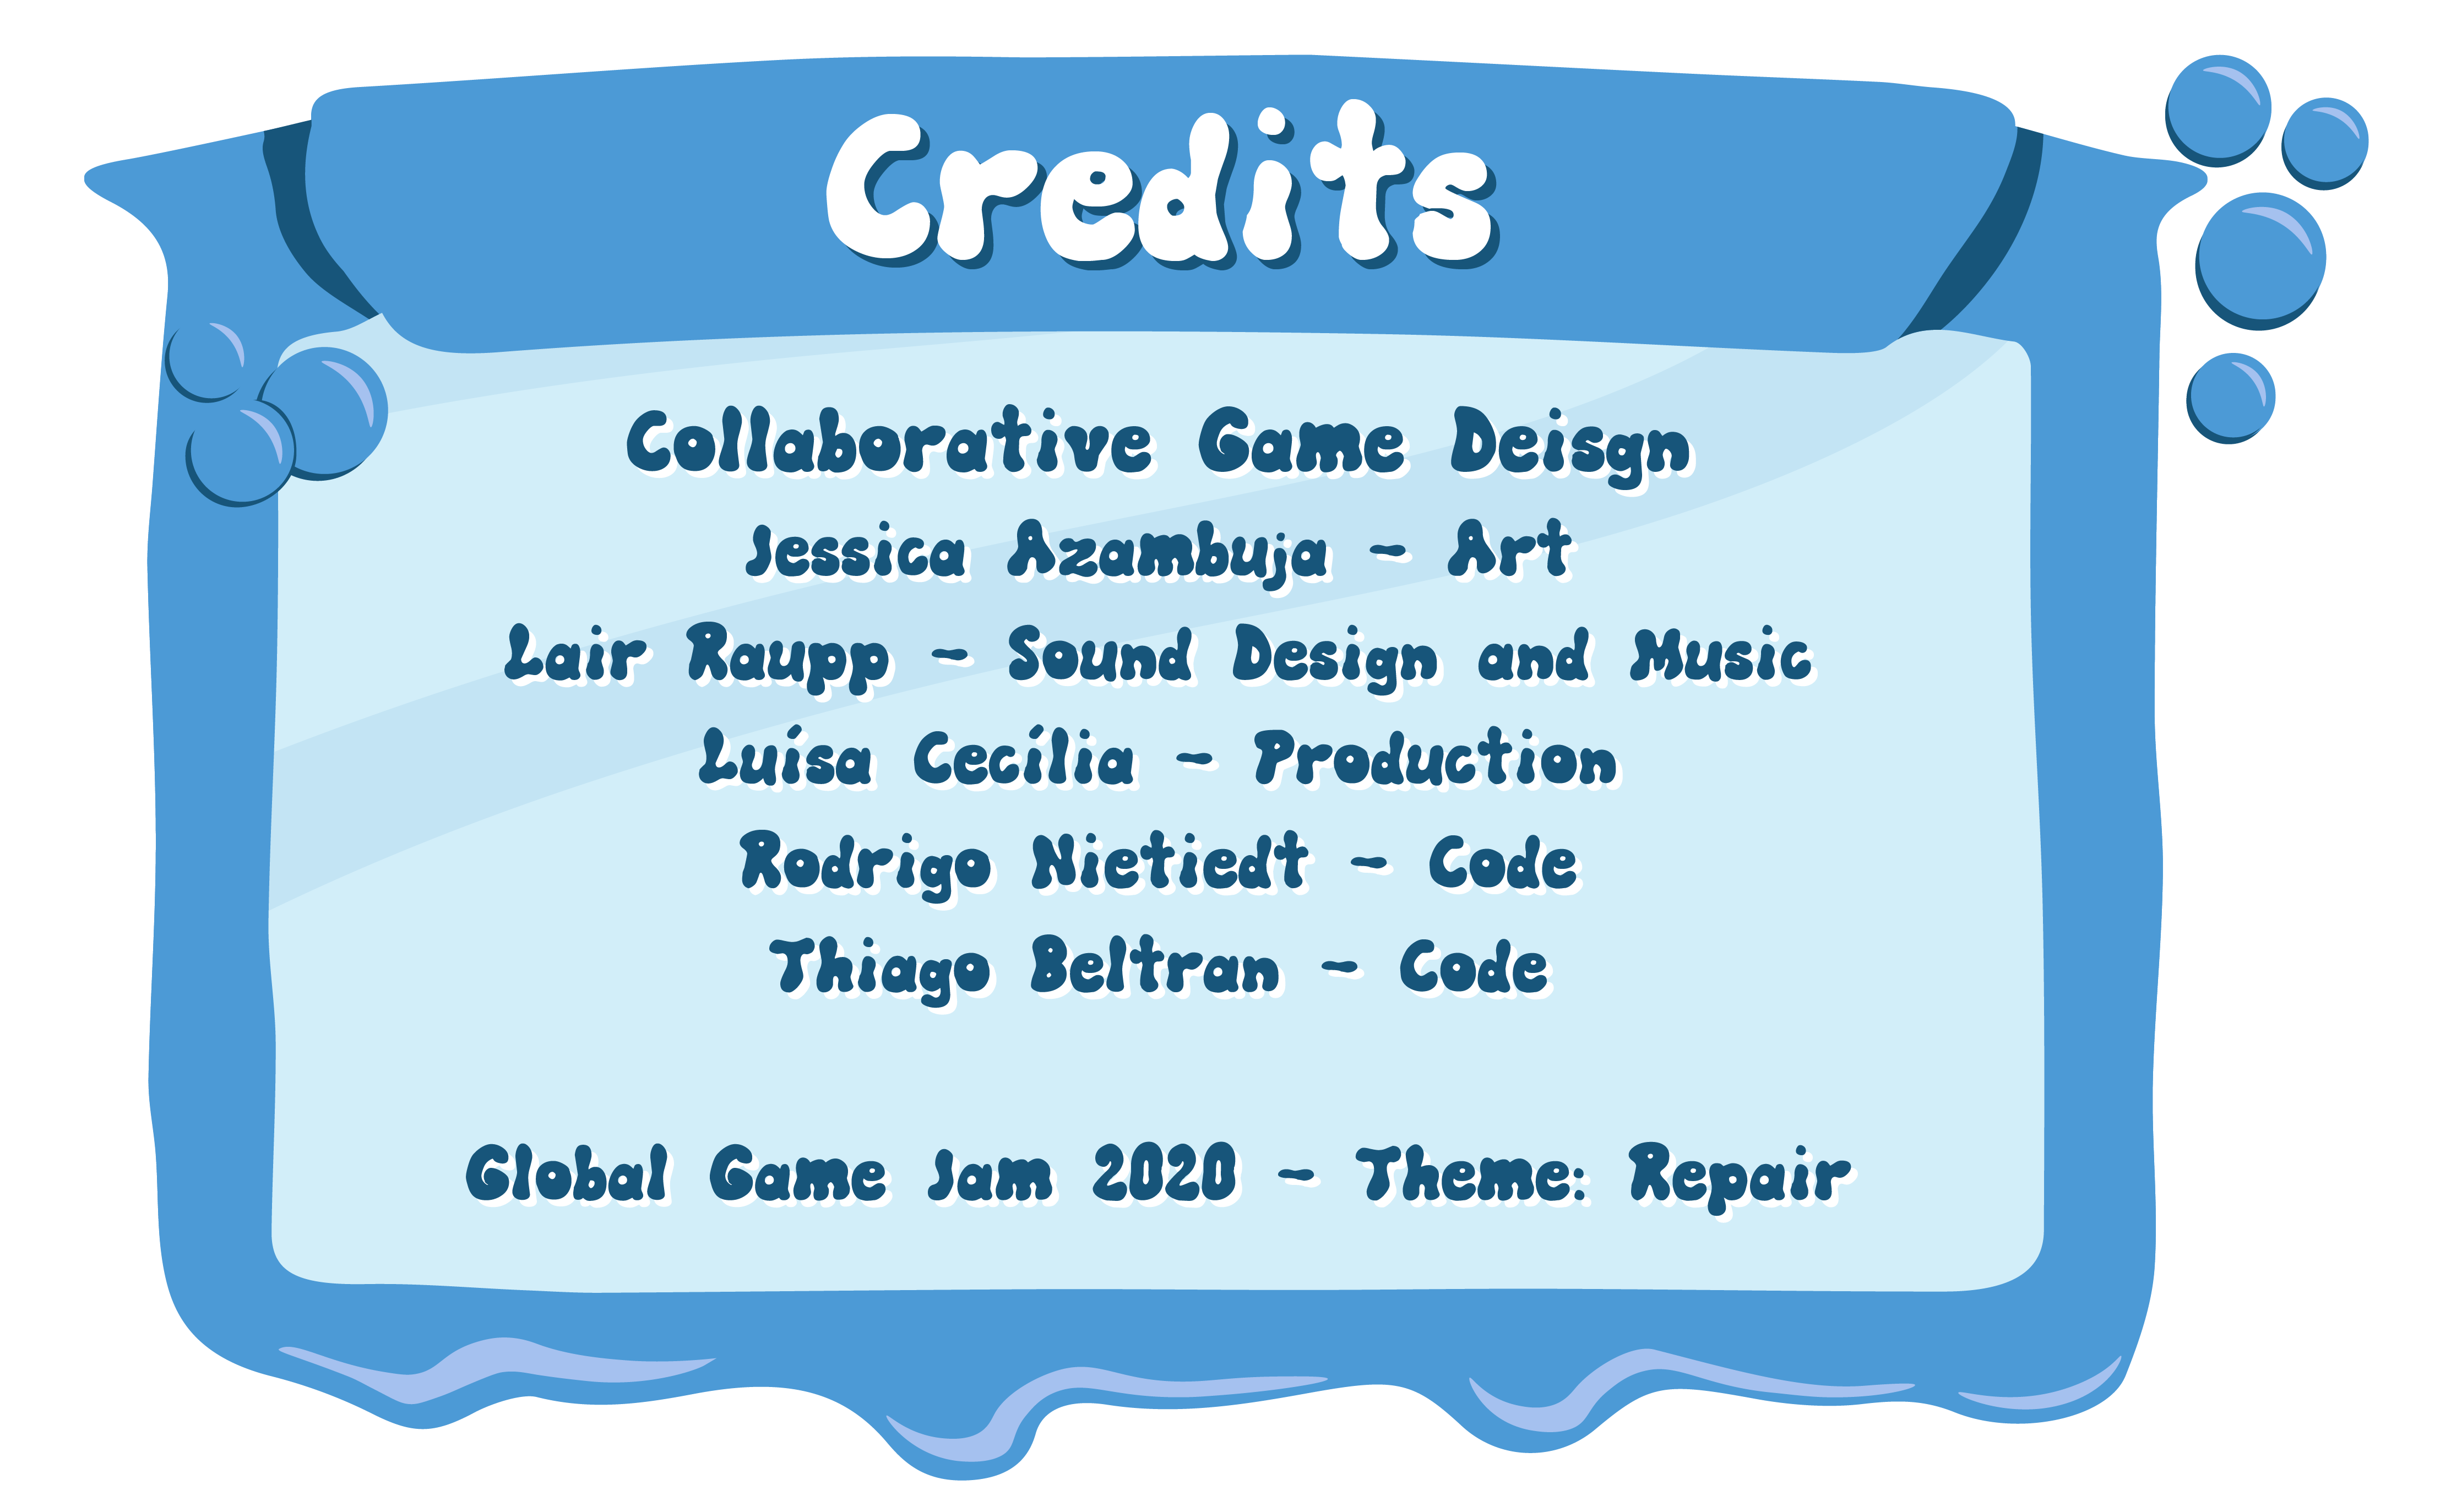 Credits
Collaborative Game Deisgn
Jessica Azambuja - Art
Lair Raupp - Sound Design and Music
Luísa Cecília - Production
Rodrigo Nietiedt - Code
Thiago Beltran - Code
Global Game Jam 2020 - Theme: Repair